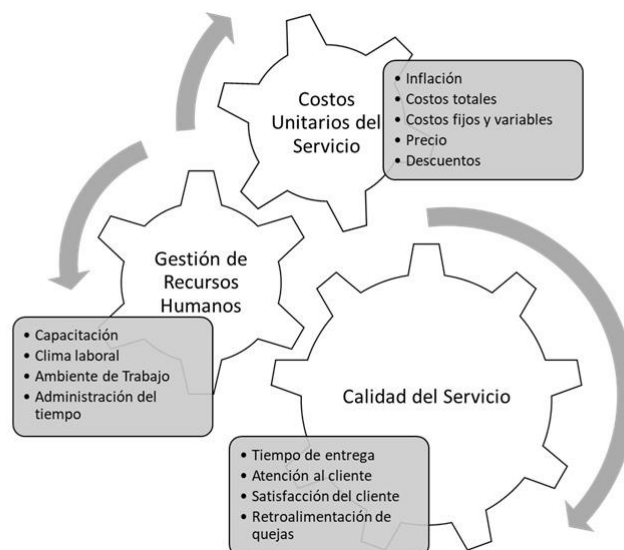 Costos
Unitarios del
Servicio
• Inflación
• Costos totales
• Costos fijos y variables
• Precio
• Descuentos
Gestión de
Recursos
Humanos
• Capacitación
• Clima laboral
• Ambiente de Trabajo
• Administración del
tiempo
Calidad del Servicio
• Tiempo de entrega
• Atención al cliente
• Satisfacción del cliente
• Retroalimentación de
quejas